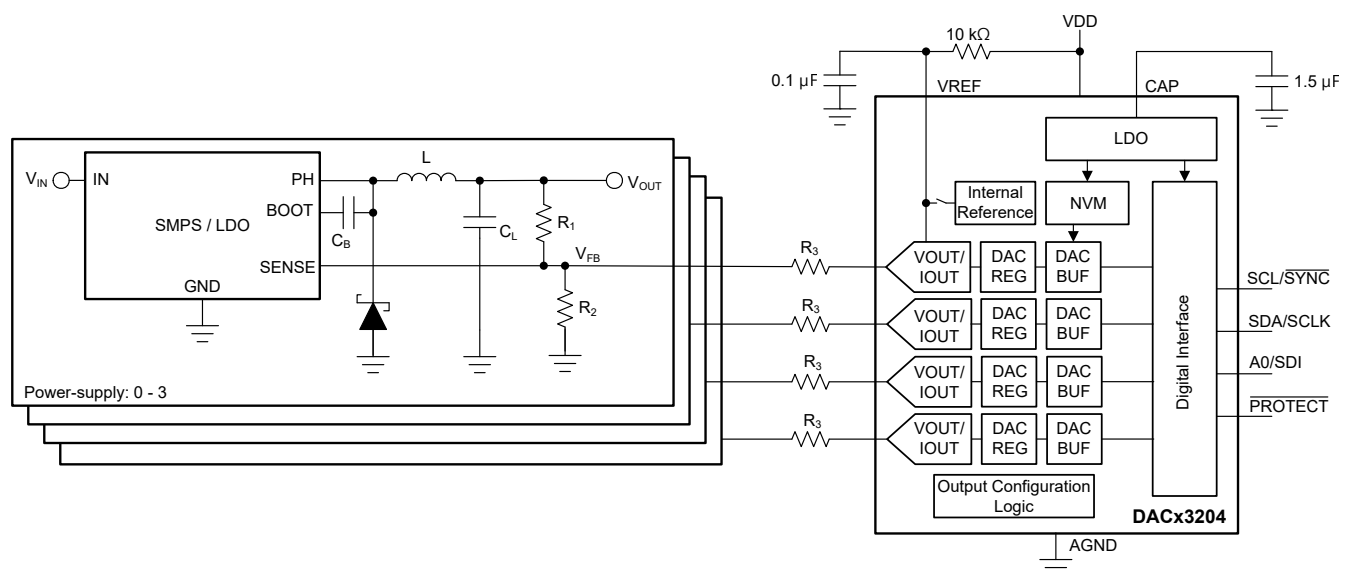 VDD
10 kΩ
0.1 µF
VREF
CAP
1.5 µF
LDO
Internal
Reference
NVM
VIN
IN
SMPS / LDO
PH
BOOT
SENSE
GND
CB
L
CL
R1
VOUT
VFB
R2
Power-supply: 0 - 3
R3
VOUT/
IOUT
DAC
REG
DAC
BUF
R3
VOUT/
IOUT
DAC
REG
DAC
BUF
R3
VOUT/
IOUT
DAC
REG
DAC
BUF
R3
VOUT/
IOUT
DAC
REG
DAC
BUF
Digital Interface
SCL/SYNC
SDA/SCLK
A0/SDI
PROTECT
Output Configuration
Logic
DACx3204
AGND